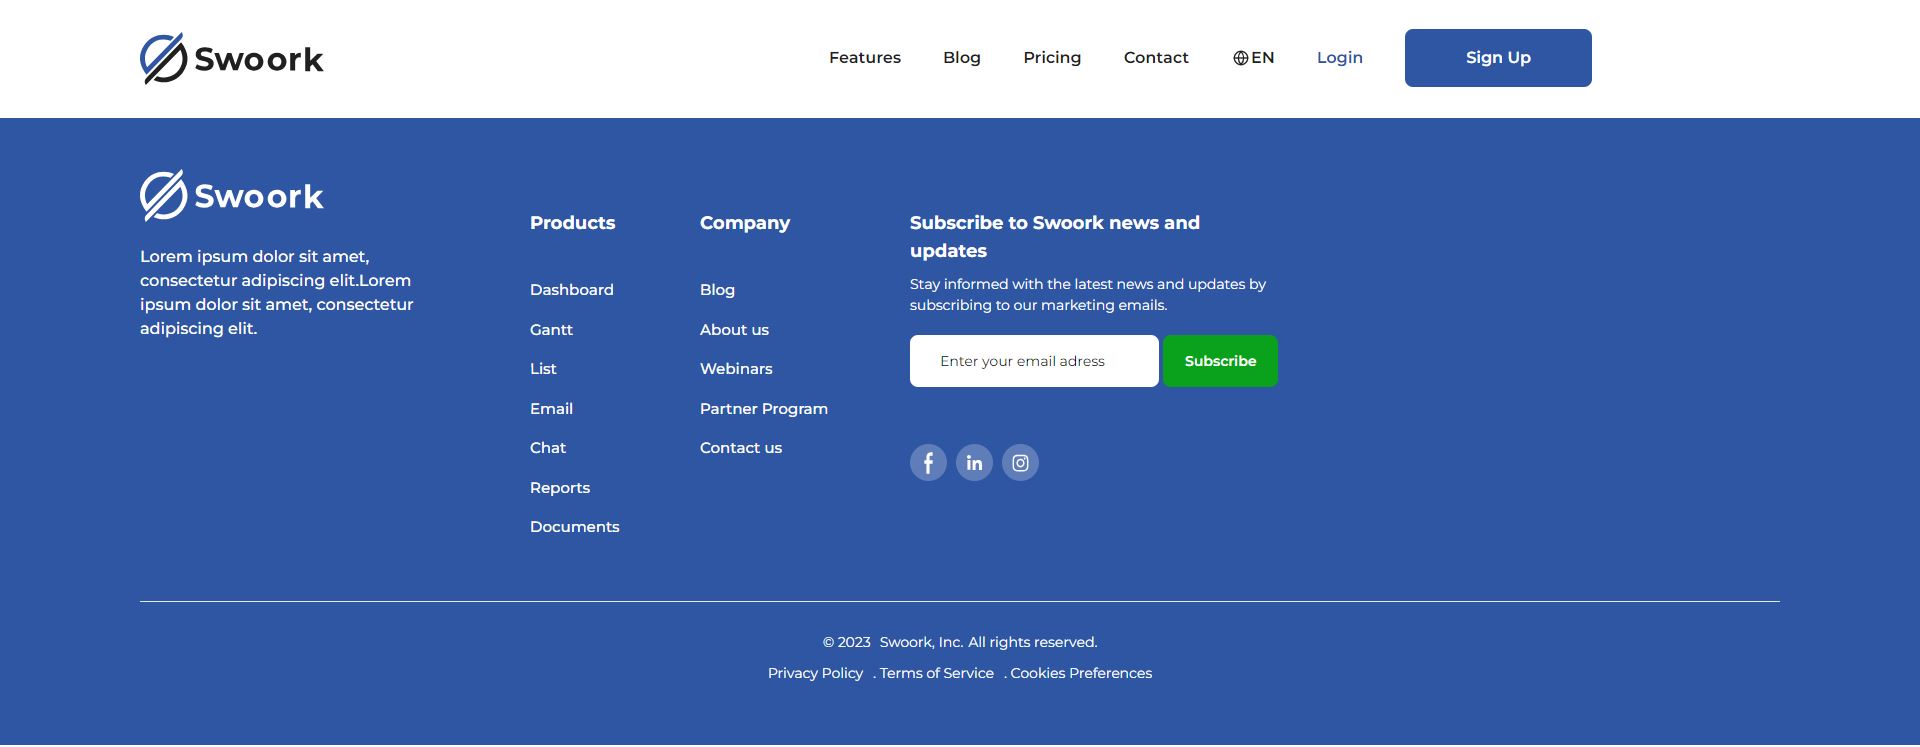 Swoork
Features Blog Pricing Contact EN Login Sign Up
Swoork
Lorem ipsum dolor sit amet,
consectetur adipiscing elit.Lorem
ipsum dolor sit amet, consectetur
adipiscing elit.
Products
Dashboard
Gantt
List
Email
Chat
Reports
Documents
Company
Blog
About us
Webinars
Partner Program
Contact us
Subscribe to Swoork news and
updates
Stay informed with the latest news and updates by
subscribing to our marketing emails.
Enter your email adress Subscribe
© 2023 Swoork, Inc. All rights reserved.
Privacy Policy . Terms of Service . Cookies Preferences